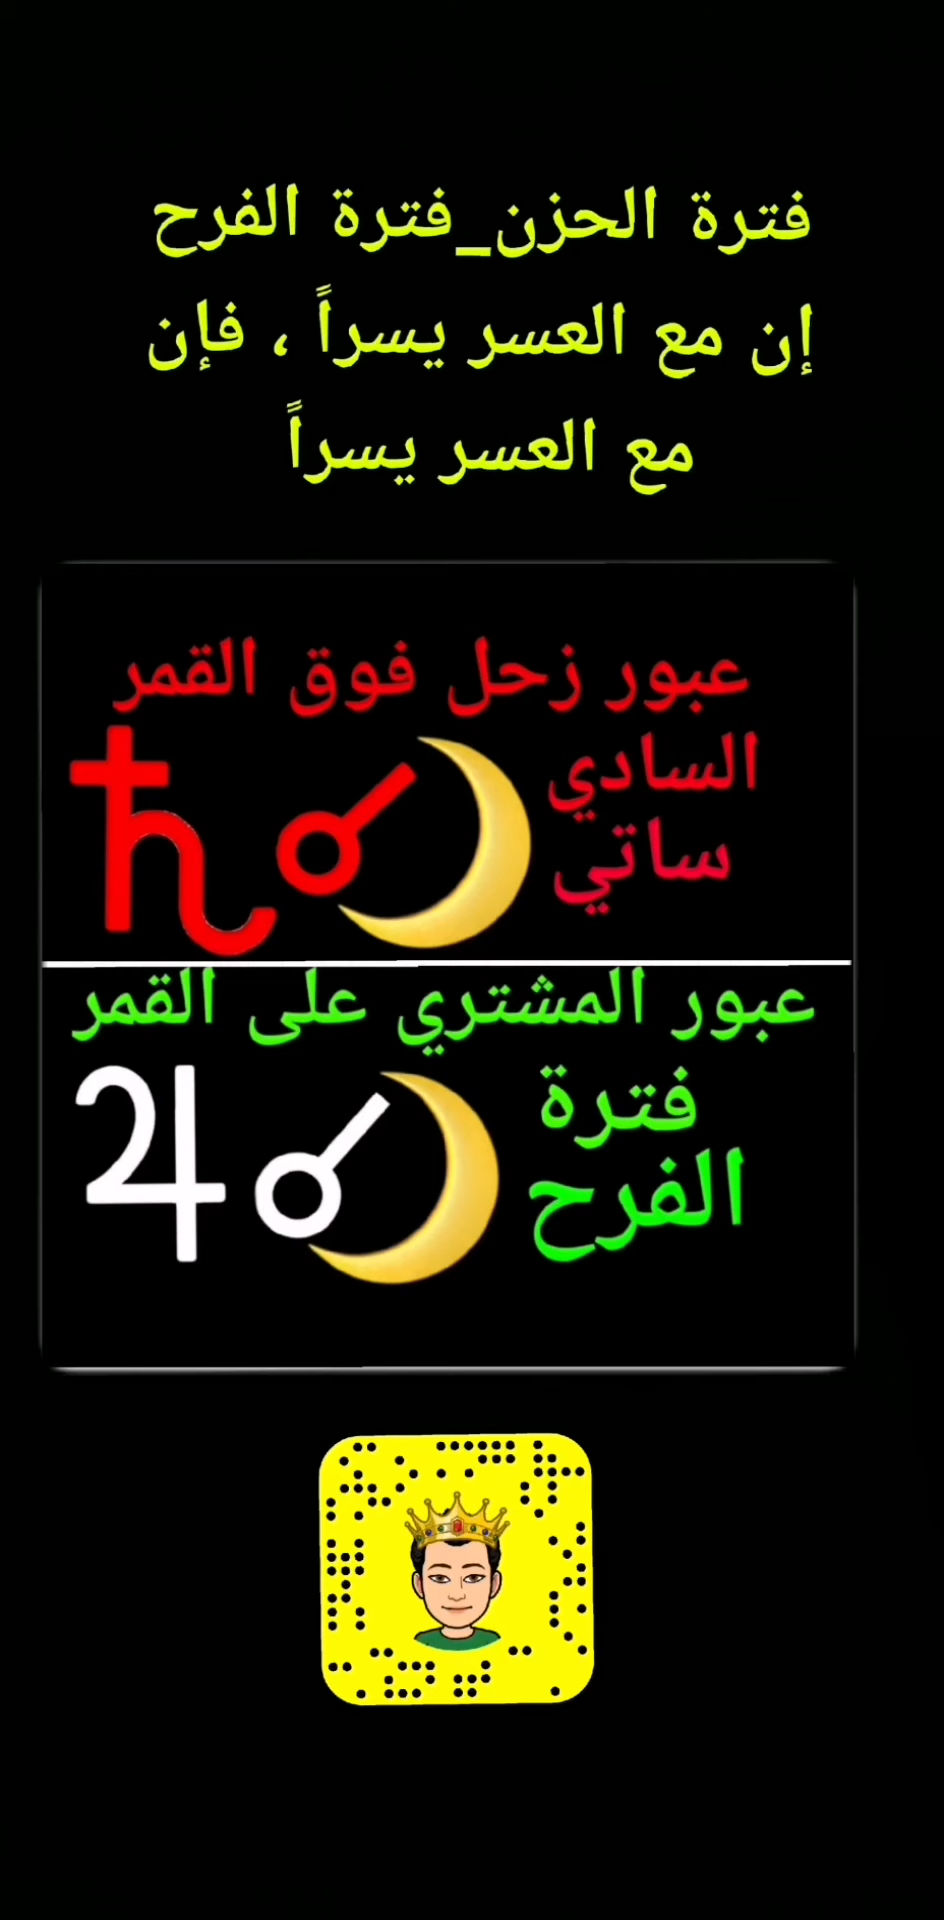 فترة الحزن_فترة الفرح
إن مع العسر يسراً ، فإن
مع العسر يسراً
عبور زحل فوق القمر
السادي
ساتي
عبور المشتري على القمر
فترة
الفرح